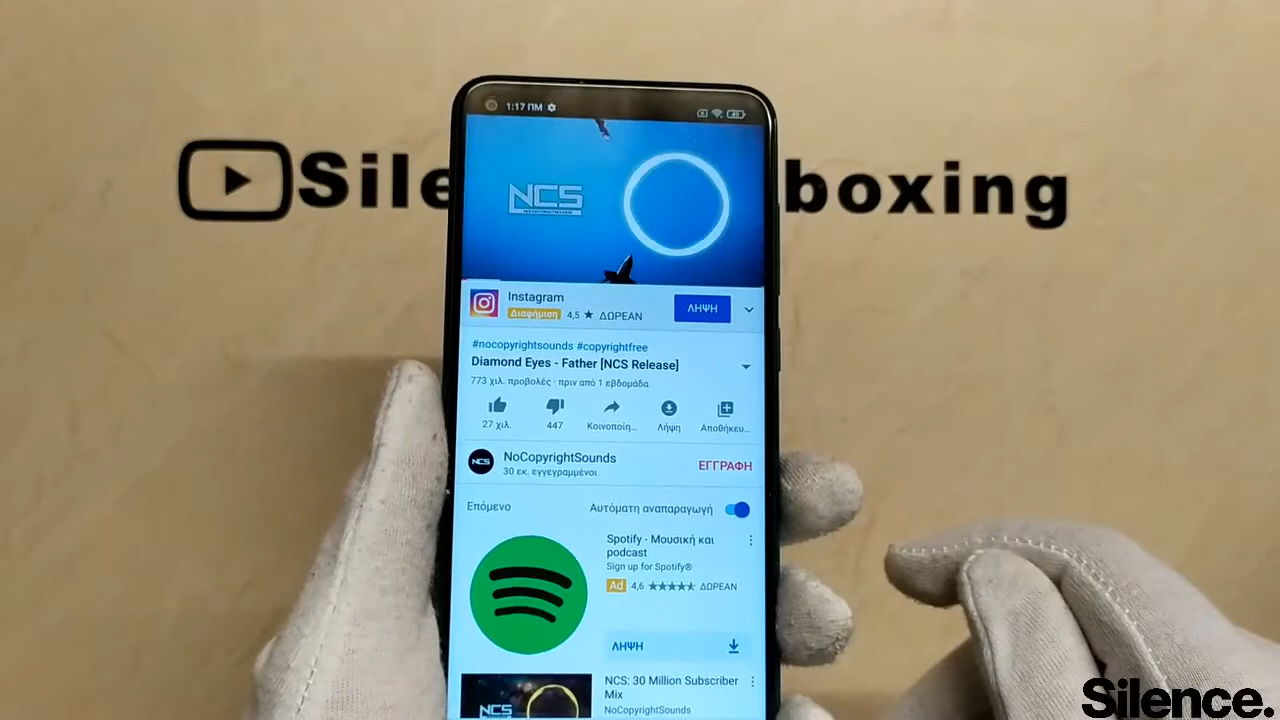 1:17 ΠΜ
Sile
boxing
NCS
Instagram
Διαφήμιση 4,5 ★ ΔΩΡΕΑΝ
ΛΗΨΗ
#nocopyrightsounds #copyrightfree
Diamond Eyes - Father [NCS Release]
773 χιλ. προβολές · πριν από 1 εβδομάδα
27 χιλ.
447
Κοινοποίη...
Λήψη
Αποθήκευ...
NCS
NoCopyrightSounds
30 εκ. εγγεγραμμένοι
ΕΓΓΡΑΦΗ
Επόμενο
Αυτόματη αναπαραγωγή
Spotify - Μουσική και
podcast
Sign up for Spotify®
Ad 4,6 ★★★★★ ΔΩΡΕΑΝ
ΛΗΨΗ
NCS: 30 Million Subscriber
Mix
NoCopyrightSounds
NCS
Silence.